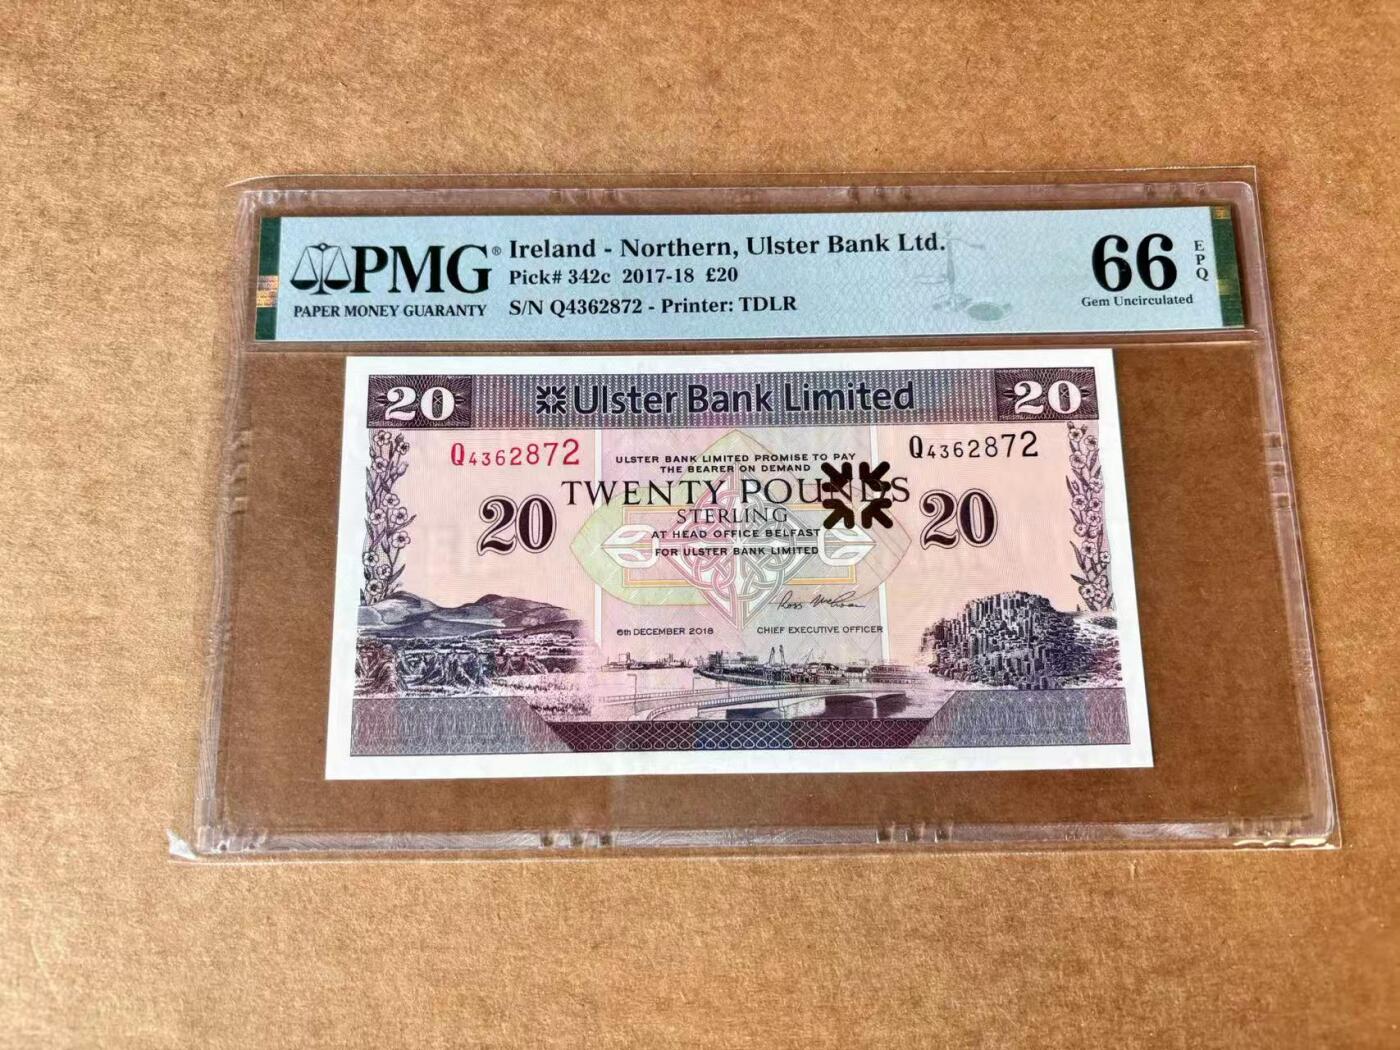 PMG®
PAPER MONEY GUARANTY
Ireland - Northern, Ulster Bank Ltd.
Pick# 342c 2017-18 £20
S/N Q4362872 - Printer: TDLR
66
EPQ
Gem Uncirculated
20 Ulster Bank Limited 20
Q4362872
Q4362872
ULSTER BANK LIMITED PROMISE TO PAY
THE BEARER ON DEMAND
TWENTY POUNDS
STERLING
20
20
AT HEAD OFFICE BELFAST
FOR ULSTER BANK LIMITED
6th DECEMBER 2018
CHIEF EXECUTIVE OFFICER